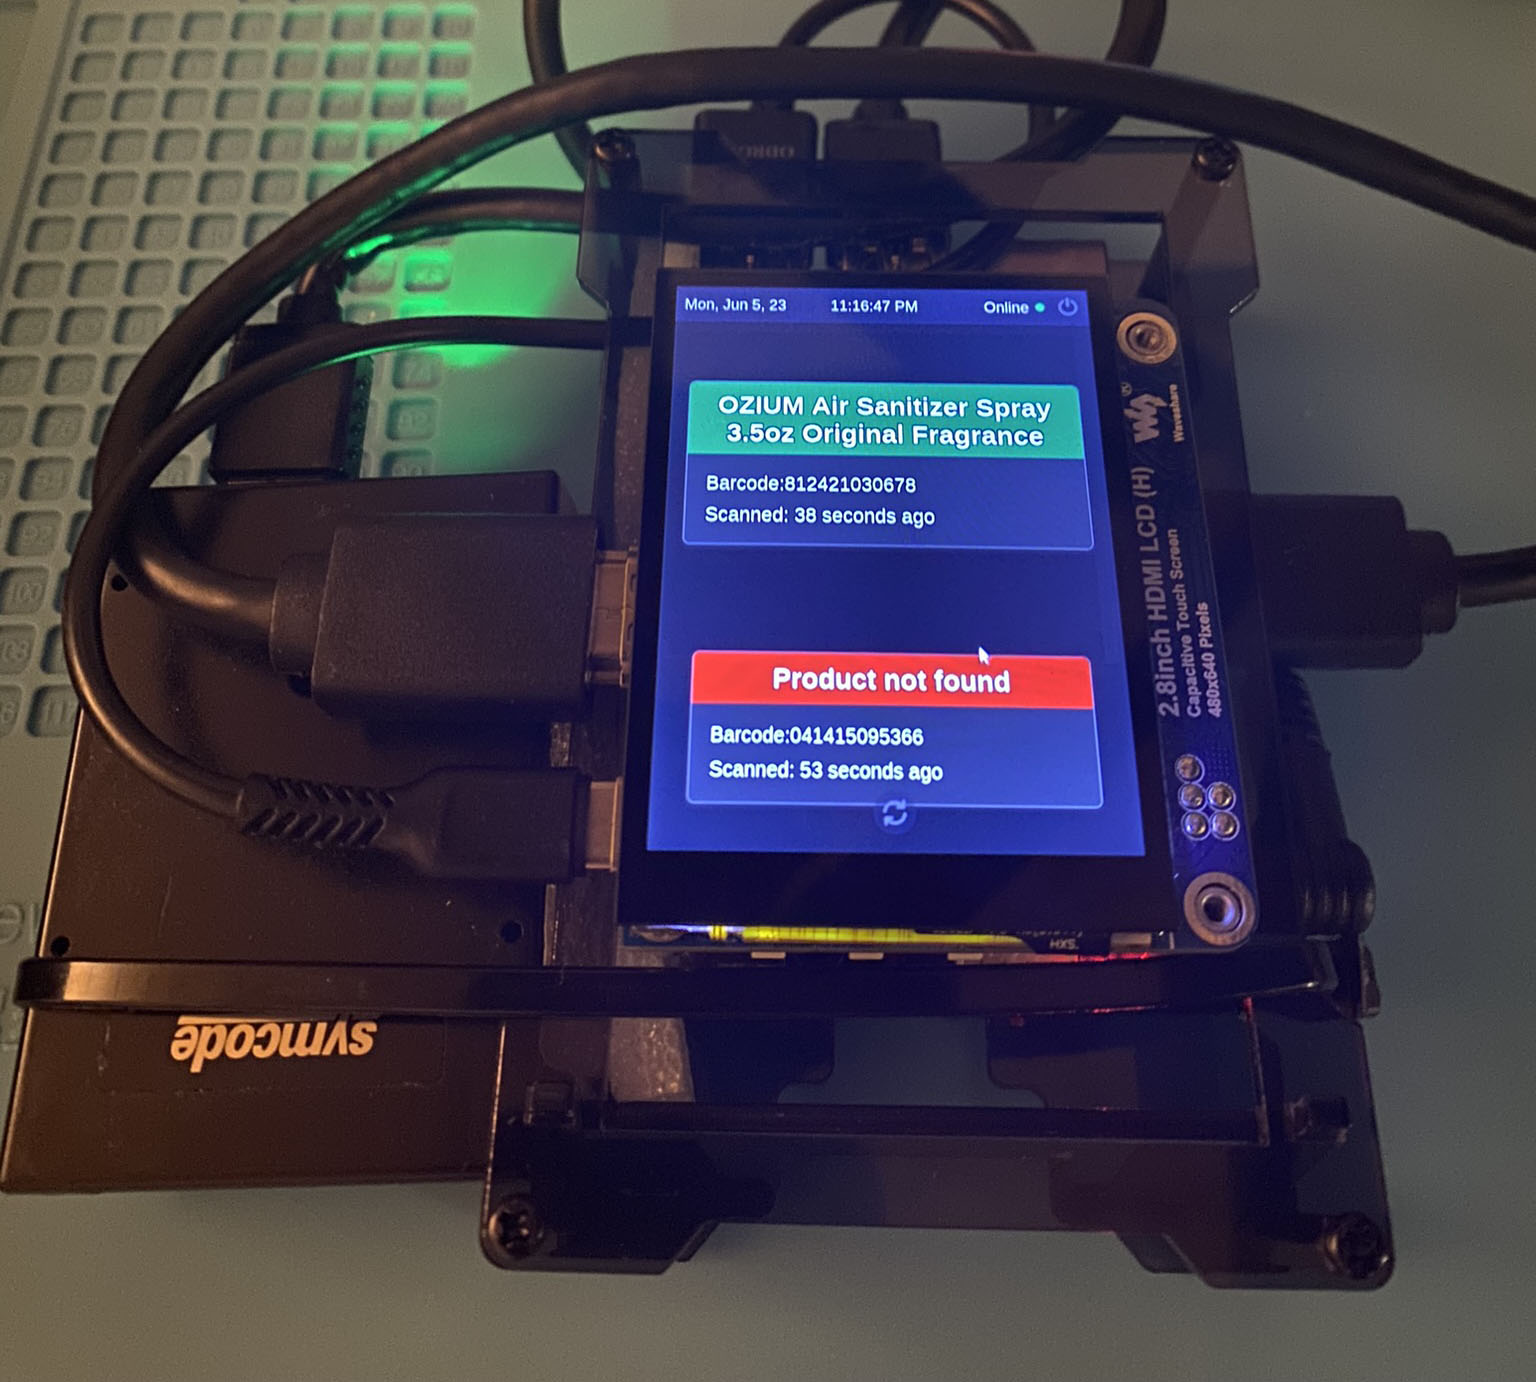 Mon, Jun 5, 23 11:16:47 PM Online
OZIUM Air Sanitizer Spray
3.5oz Original Fragrance
Barcode:812421030678
Scanned: 38 seconds ago
Product not found
Barcode:041415095366
Scanned: 53 seconds ago
Waveshare
2.8inch HDMI LCD (H)
Capacitive Touch Screen
480x640 Pixels
symcode